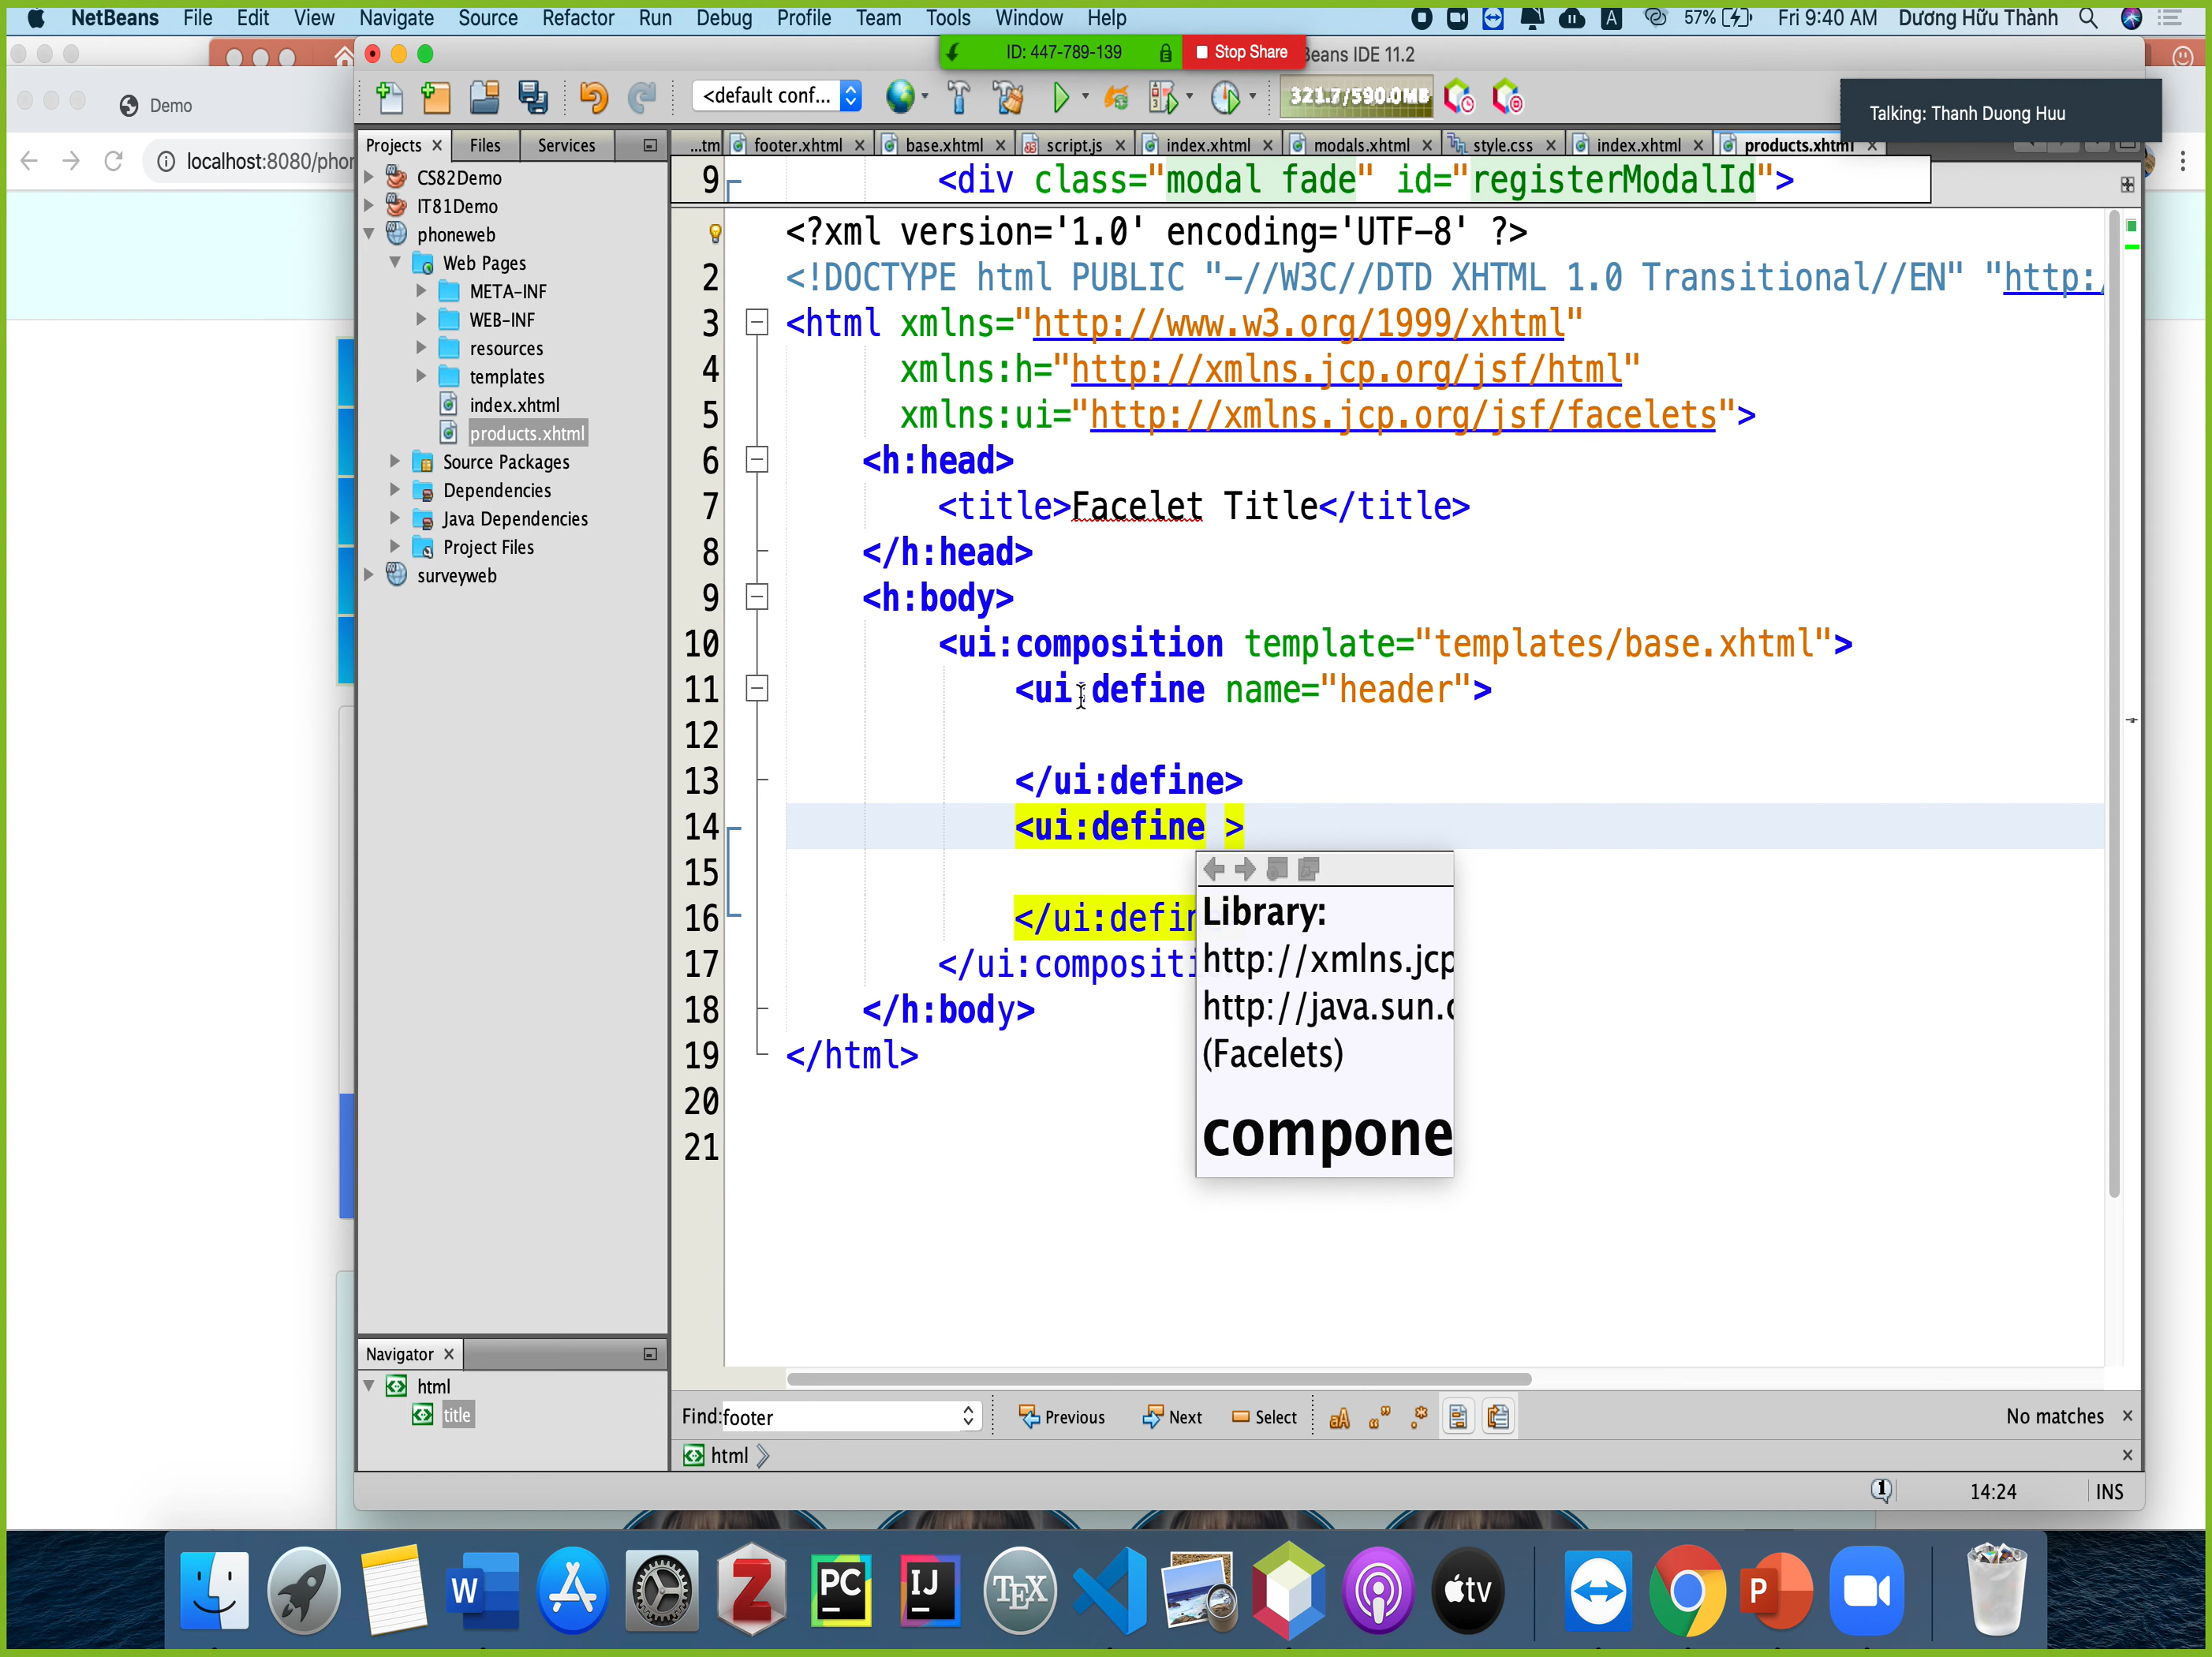 NetBeans File Edit View Navigate Source Refactor Run Debug Profile Team Tools Window Help
57% Fri 9:40 AM Dương Hữu Thành
ID: 447-789-139 Stop Share
Beans IDE 11.2
Demo
<default conf...
321.7/590.0MB
Talking: Thanh Duong Huu
localhost:8080/phor
Projects Files Services
...tm footer.xhtml base.xhtml script.js index.xhtml modals.xhtml style.css index.xhtml products.xhtml
CS82Demo
IT81Demo
phoneweb
Web Pages
META-INF
WEB-INF
resources
templates
index.xhtml
products.xhtml
Source Packages
Dependencies
Java Dependencies
Project Files
surveyweb
9 <div class="modal fade" id="registerModalId">
<?xml version='1.0' encoding='UTF-8' ?>
2 <!DOCTYPE html PUBLIC "-//W3C//DTD XHTML 1.0 Transitional//EN" "http:/
3 <html xmlns="http://www.w3.org/1999/xhtml"
4 xmlns:h="http://xmlns.jcp.org/jsf/html"
5 xmlns:ui="http://xmlns.jcp.org/jsf/facelets">
6 <h:head>
7 <title>Facelet Title</title>
8 </h:head>
9 <h:body>
10 <ui:composition template="templates/base.xhtml">
11 <ui:define name="header">
12
13 </ui:define>
14 <ui:define >
15
16 </ui:defin
17 </ui:compositi
18 </h:body>
19 </html>
20
21
Library:
http://xmlns.jcp
http://java.sun.c
(Facelets)
compone
Navigator
html
title
Find: footer Previous Next Select No matches
html
14:24 INS
W
Z
PC
IJ
TEX
tv
P